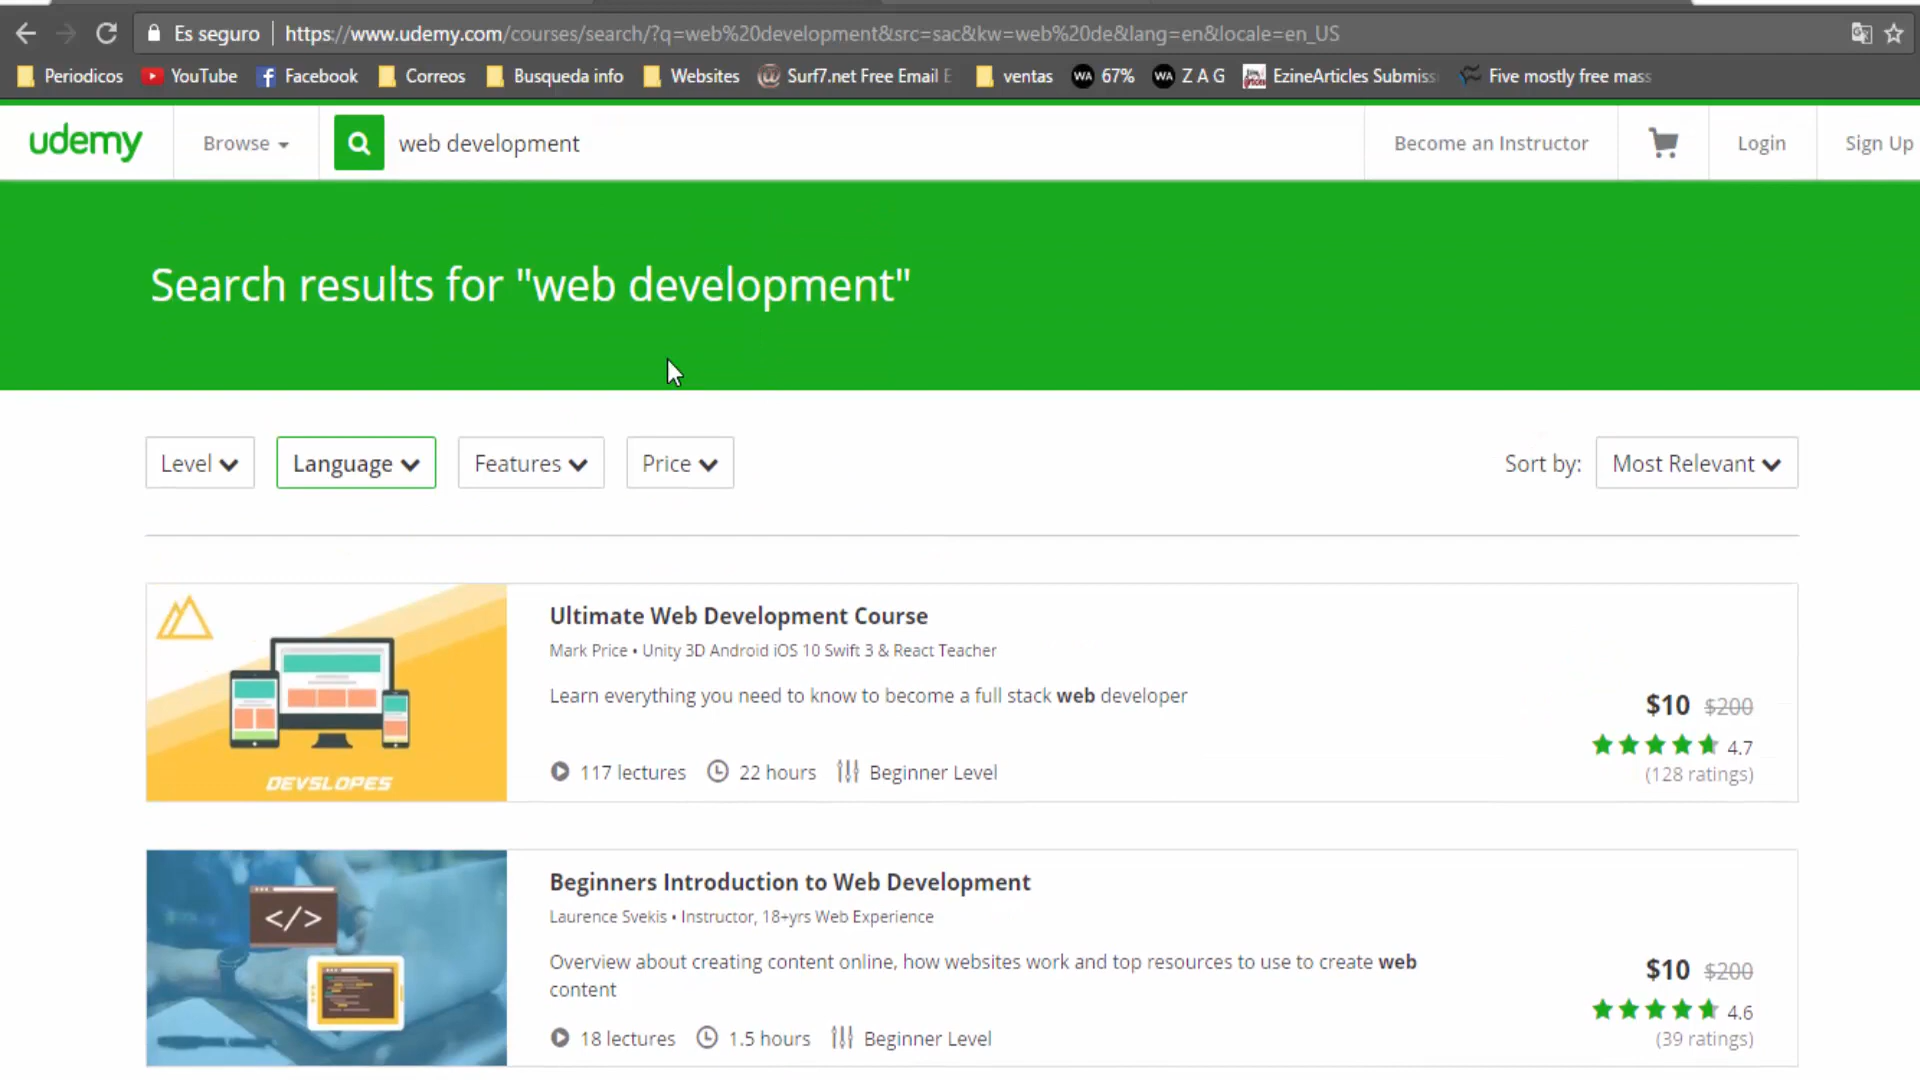 Es seguro https://www.udemy.com/courses/search/?q=web%20development&src=sac&kw=web%20de&lang=en&locale=en_US
Periodicos YouTube Facebook Correos Busqueda info Websites Surf7.net Free Email E ventas WA 67% WA Z A G EzineArticles Submiss Five mostly free mass
udemy Browse web development Become an Instructor Login Sign Up
Search results for "web development"
Level Language Features Price Sort by: Most Relevant
Ultimate Web Development Course
Mark Price • Unity 3D Android iOS 10 Swift 3 & React Teacher
Learn everything you need to know to become a full stack web developer
$10 $200
4.7
(128 ratings)
117 lectures 22 hours Beginner Level
DEVSLOPES
Beginners Introduction to Web Development
Laurence Svekis • Instructor, 18+yrs Web Experience
Overview about creating content online, how websites work and top resources to use to create web
content
$10 $200
4.6
(39 ratings)
18 lectures 1.5 hours Beginner Level
</>